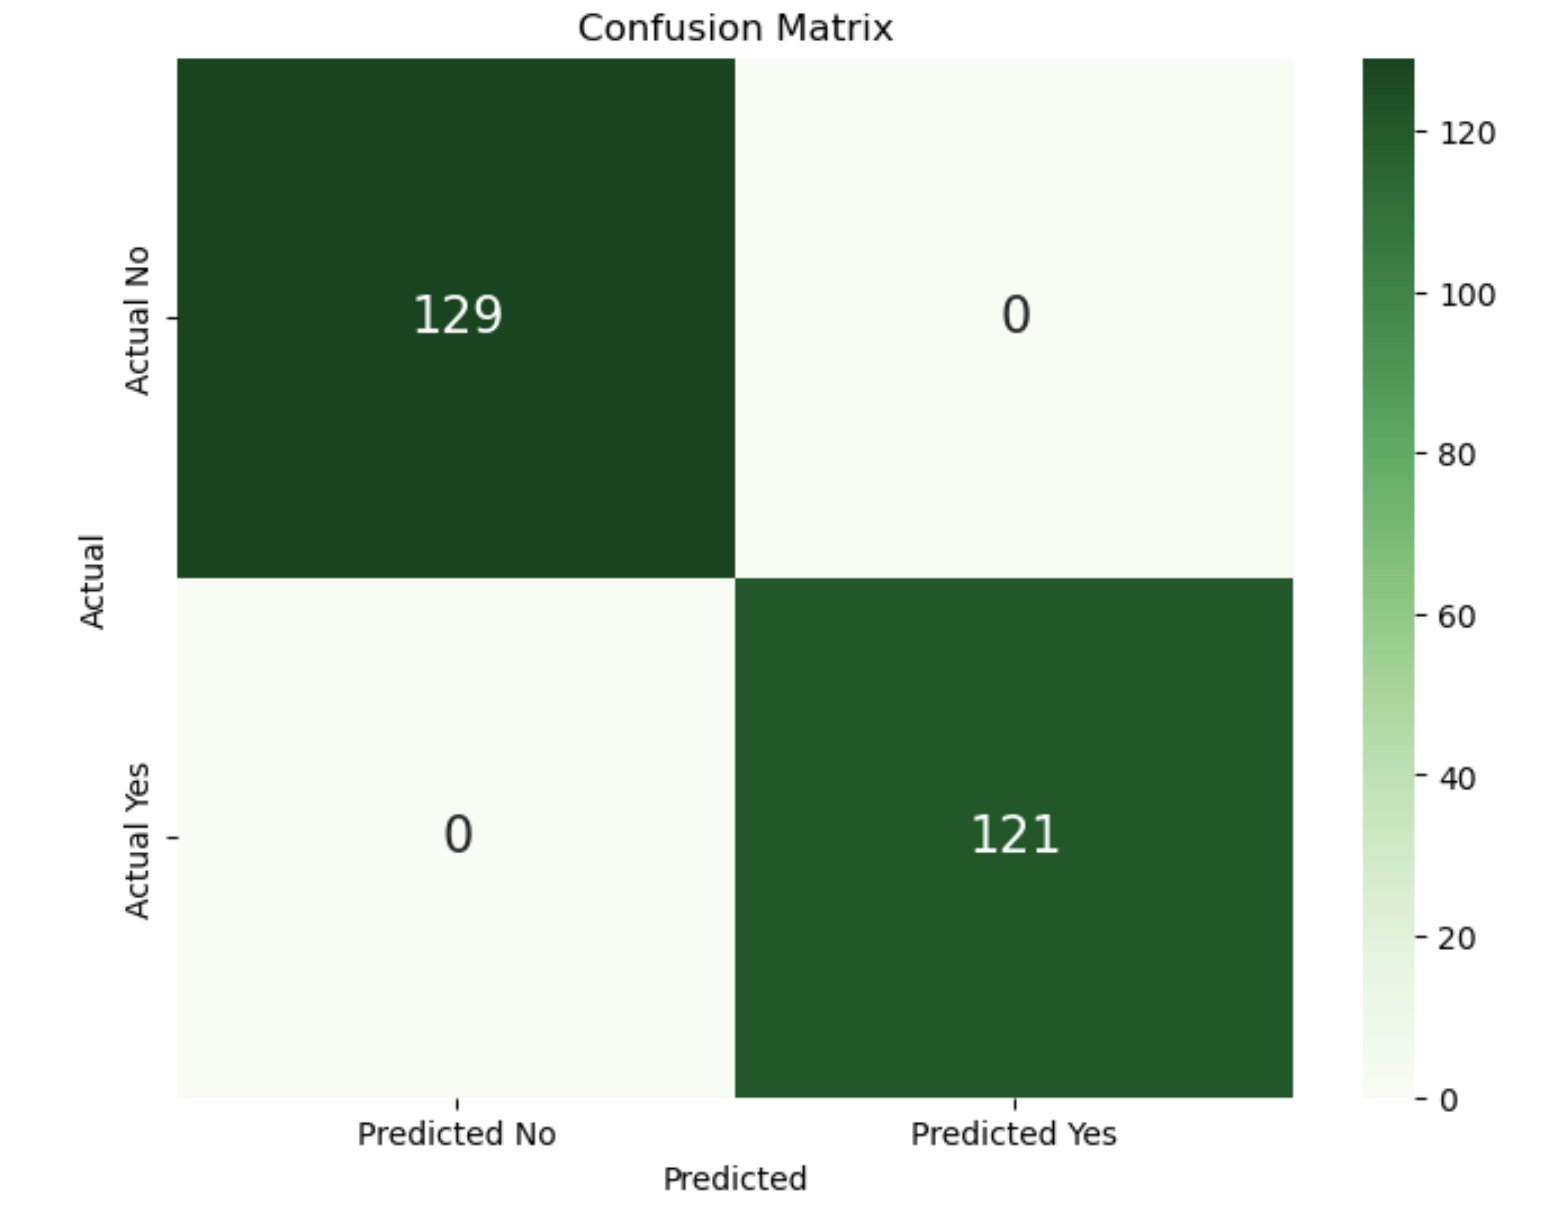 Confusion Matrix
Actual
Actual No
129
0
Actual Yes
0
121
Predicted No
Predicted Yes
Predicted
120
100
80
60
40
20
0